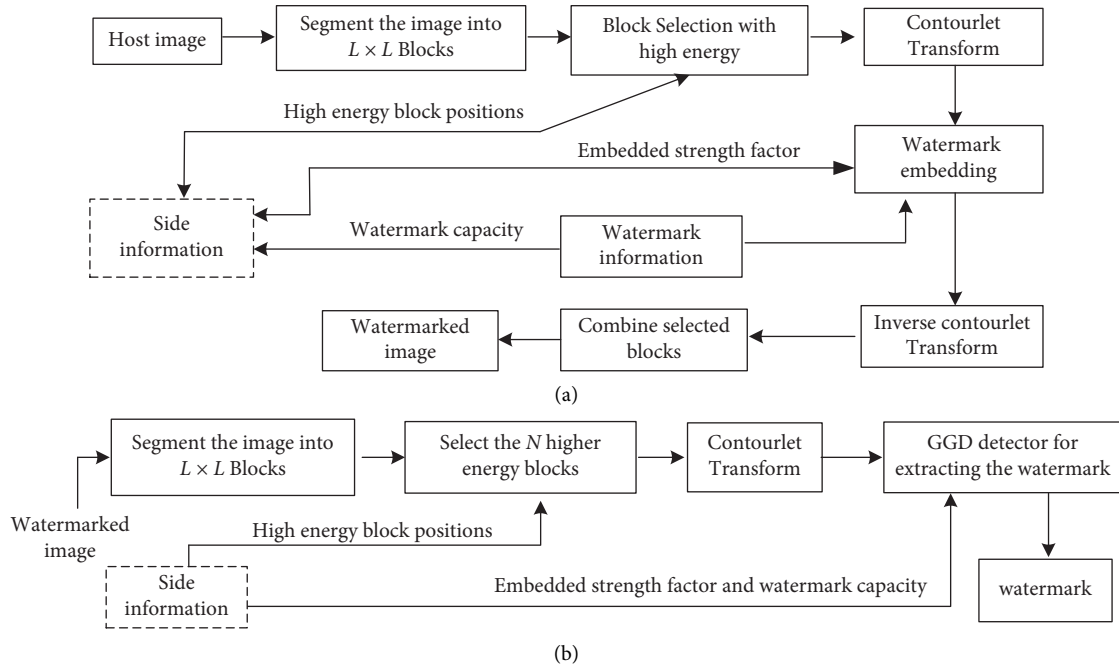 Host image
Segment the image into
L × L Blocks
Block Selection with
high energy
Contourlet
Transform
High energy block positions
Embedded strength factor
Watermark
embedding
Side
information
Watermark capacity
Watermark
information
Watermarked
image
Combine selected
blocks
Inverse contourlet
Transform
(a)
Segment the image into
L × L Blocks
Select the N higher
energy blocks
Contourlet
Transform
GGD detector for
extracting the watermark
Watermarked
image
High energy block positions
Side
information
Embedded strength factor and watermark capacity
watermark
(b)